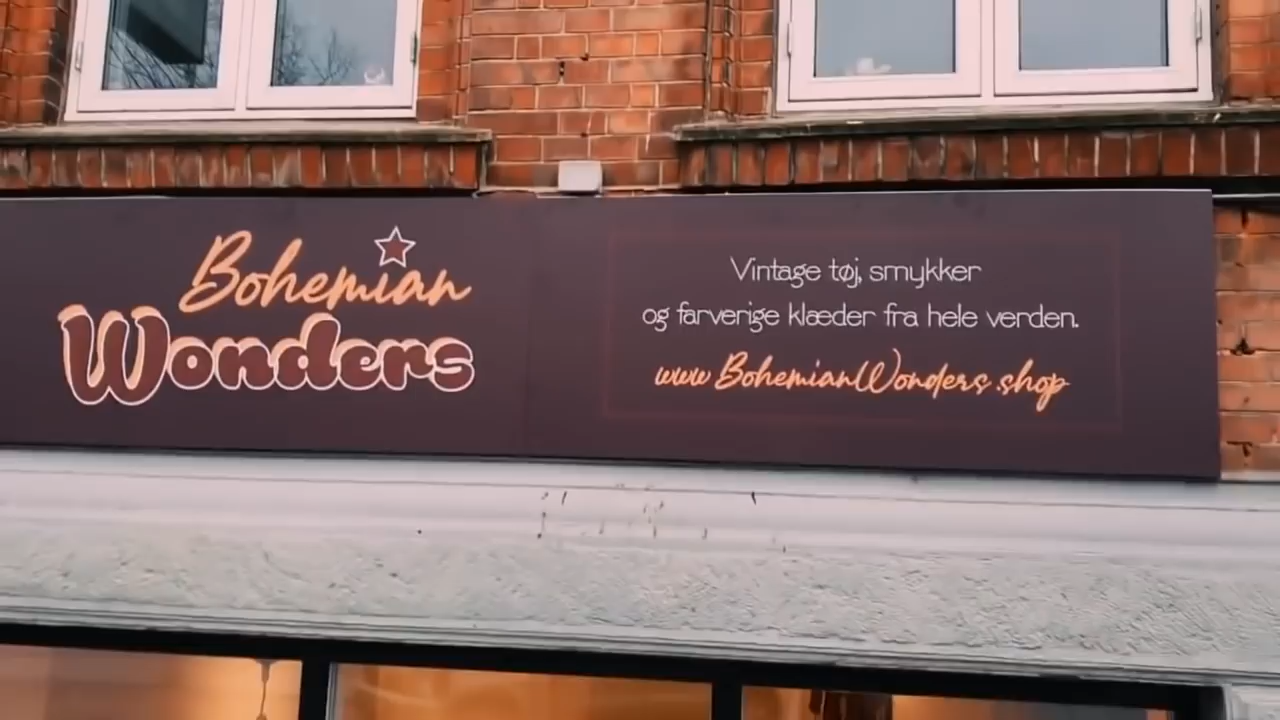 Bohemian
Wonders
Vintage tøj, smykker
og farverige klæder fra hele verden.
www.BohemianWonders.shop